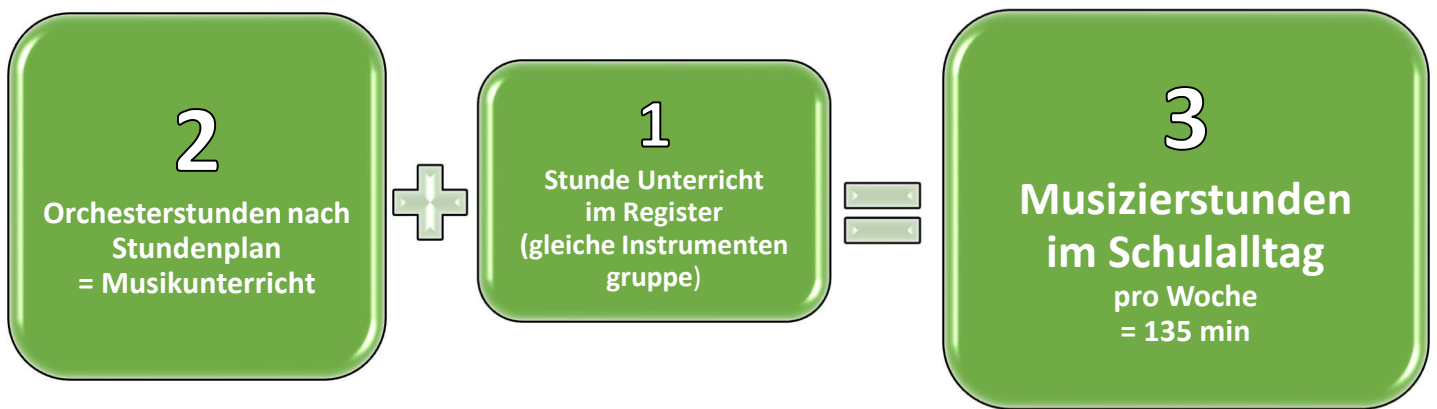 2
Orchesterstunden nach
Stundenplan
= Musikunterricht
1
Stunde Unterricht
im Register
(gleiche Instrumenten
gruppe)
3
Musizierstunden
im Schulalltag
pro Woche
= 135 min